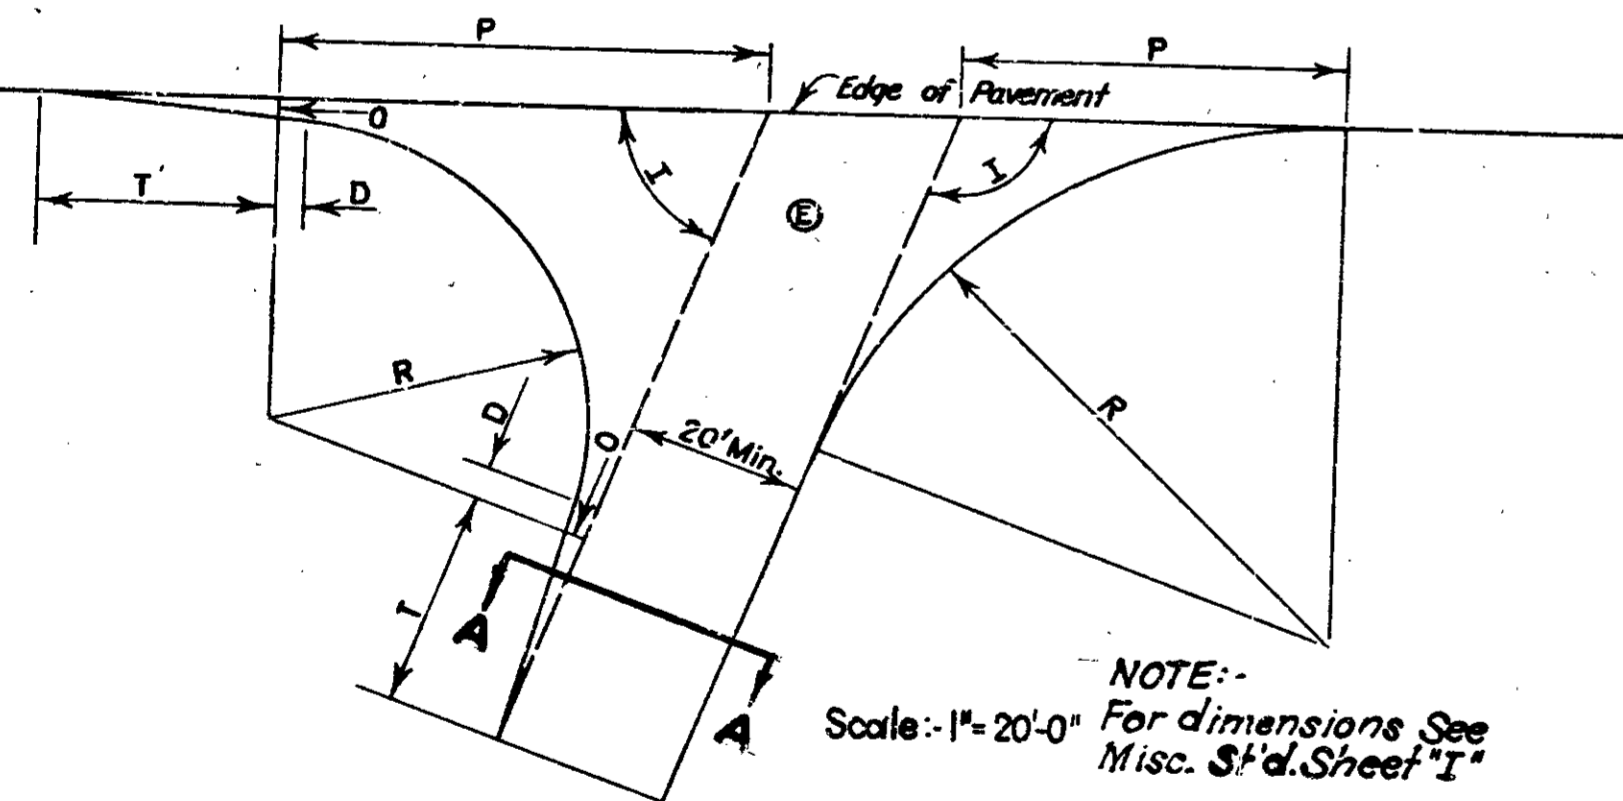 P
P
Edge of Pavement
O
I
I
T'
D
E
R
D
O
20' Min.
R
T
A
A
NOTE:-
Scale:- 1"= 20'-0"
For dimensions See
Misc. St'd. Sheet "I"